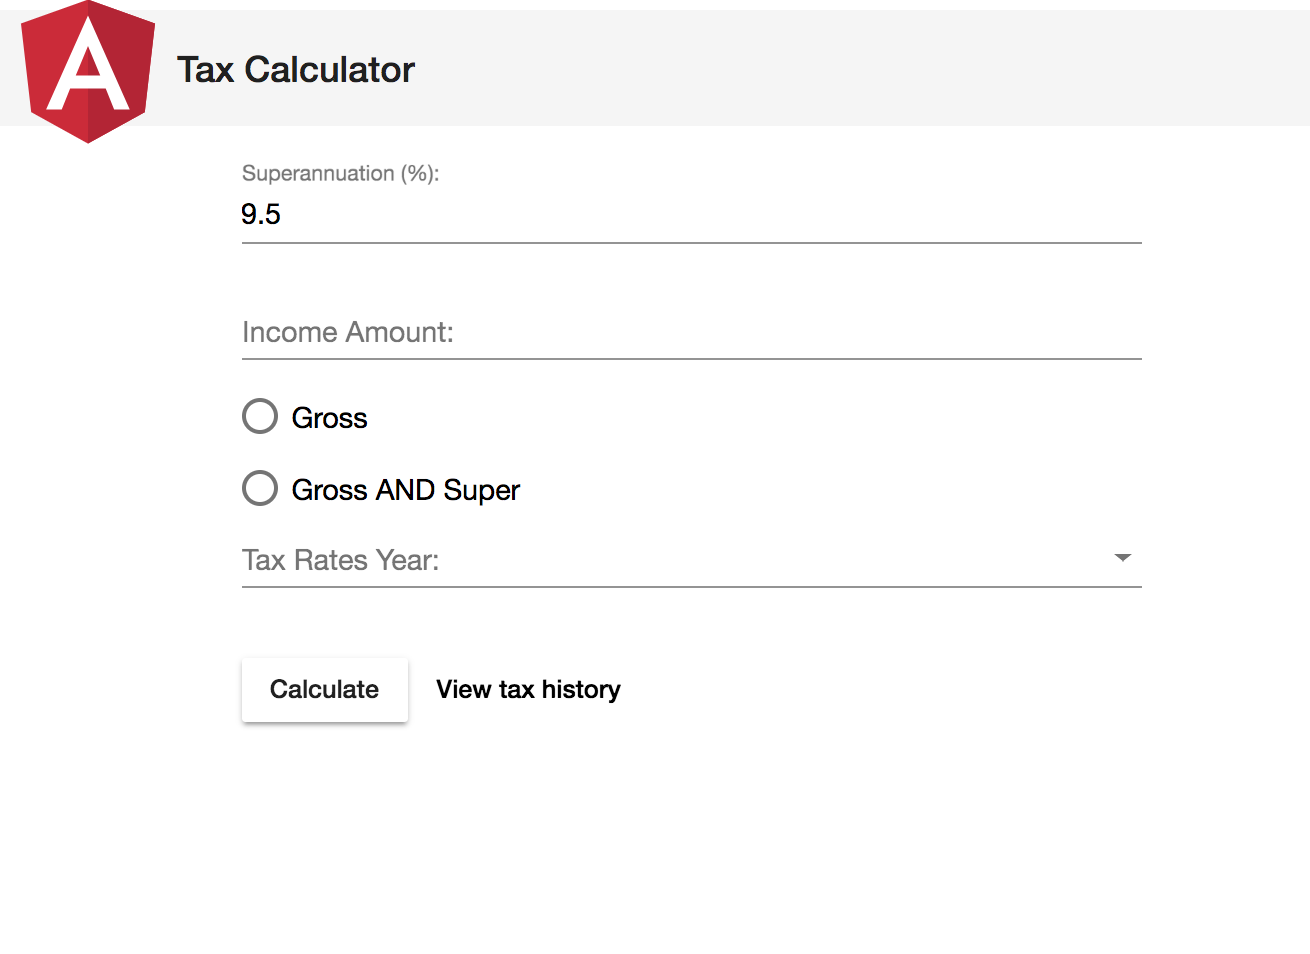 A
Tax Calculator
Superannuation (%):
9.5
Income Amount:
Gross
Gross AND Super
Tax Rates Year:
Calculate
View tax history